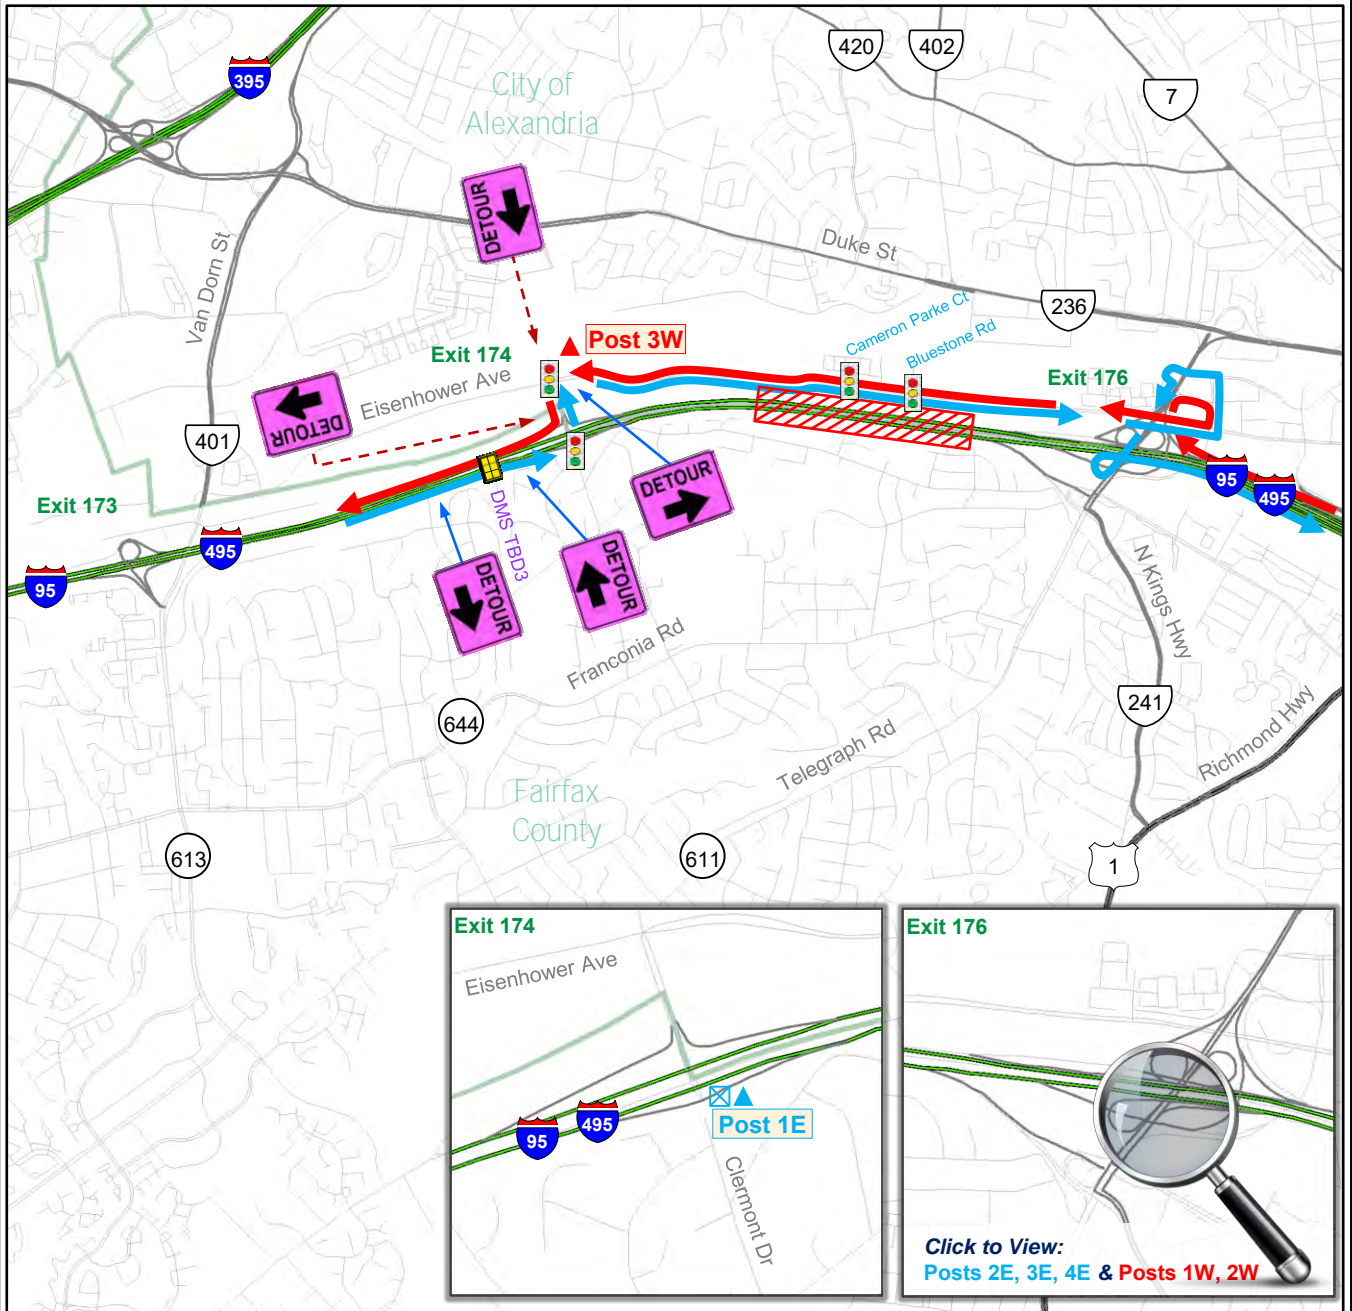 420
402
395
7
City of
Alexandria
DETOUR
Duke St
Van Dorn St
236
Cameron Parke Ct
Bluestone Rd
Post 3W
Exit 174
Exit 176
Eisenhower Ave
DETOUR
401
DETOUR
95
495
Exit 173
495
95
DMS TBD3
DETOUR
DETOUR
N Kings Hwy
Franconia Rd
644
241
Richmond Hwy
Telegraph Rd
Fairfax
County
613
611
1
Exit 174
Eisenhower Ave
95
495
Post 1E
Clermont Dr
Exit 176
Click to View:
Posts 2E, 3E, 4E & Posts 1W, 2W